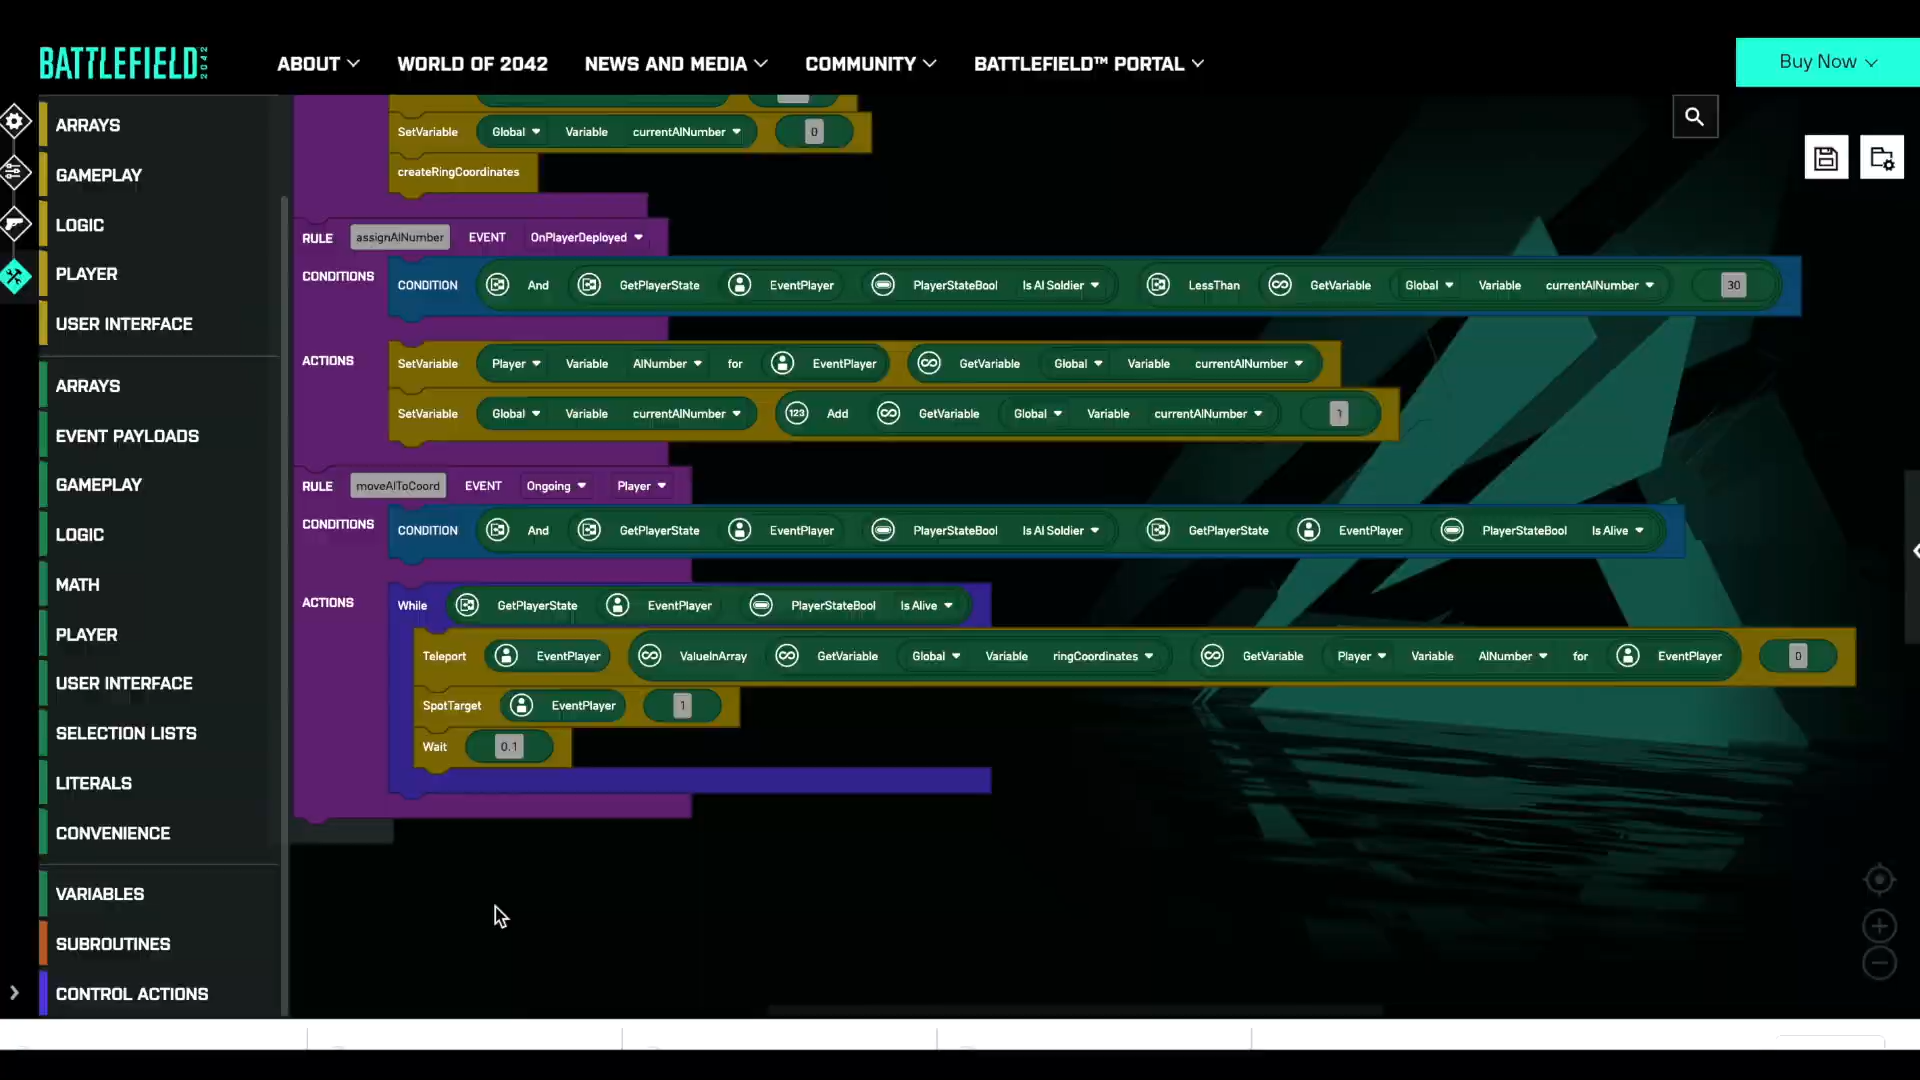 BATTLEFIELD 2042
ABOUT WORLD OF 2042 NEWS AND MEDIA COMMUNITY BATTLEFIELD™ PORTAL Buy Now
ARRAYS
GAMEPLAY
LOGIC
PLAYER
USER INTERFACE
ARRAYS
EVENT PAYLOADS
GAMEPLAY
LOGIC
MATH
PLAYER
USER INTERFACE
SELECTION LISTS
LITERALS
CONVENIENCE
VARIABLES
SUBROUTINES
CONTROL ACTIONS
SetVariable Global Variable currentAINumber 0
createRingCoordinates
RULE assignAINumber EVENT OnPlayerDeployed
CONDITIONS
CONDITION And GetPlayerState EventPlayer PlayerStateBool Is AI Soldier LessThan GetVariable Global Variable currentAINumber 30
ACTIONS
SetVariable Player Variable AINumber for EventPlayer GetVariable Global Variable currentAINumber
SetVariable Global Variable currentAINumber 123 Add GetVariable Global Variable currentAINumber 1
RULE moveAIToCoord EVENT Ongoing Player
CONDITIONS
CONDITION And GetPlayerState EventPlayer PlayerStateBool Is AI Soldier GetPlayerState EventPlayer PlayerStateBool Is Alive
ACTIONS
While GetPlayerState EventPlayer PlayerStateBool Is Alive
Teleport EventPlayer ValueInArray GetVariable Global Variable ringCoordinates GetVariable Player Variable AINumber for EventPlayer 0
SpotTarget EventPlayer 1
Wait 0.1